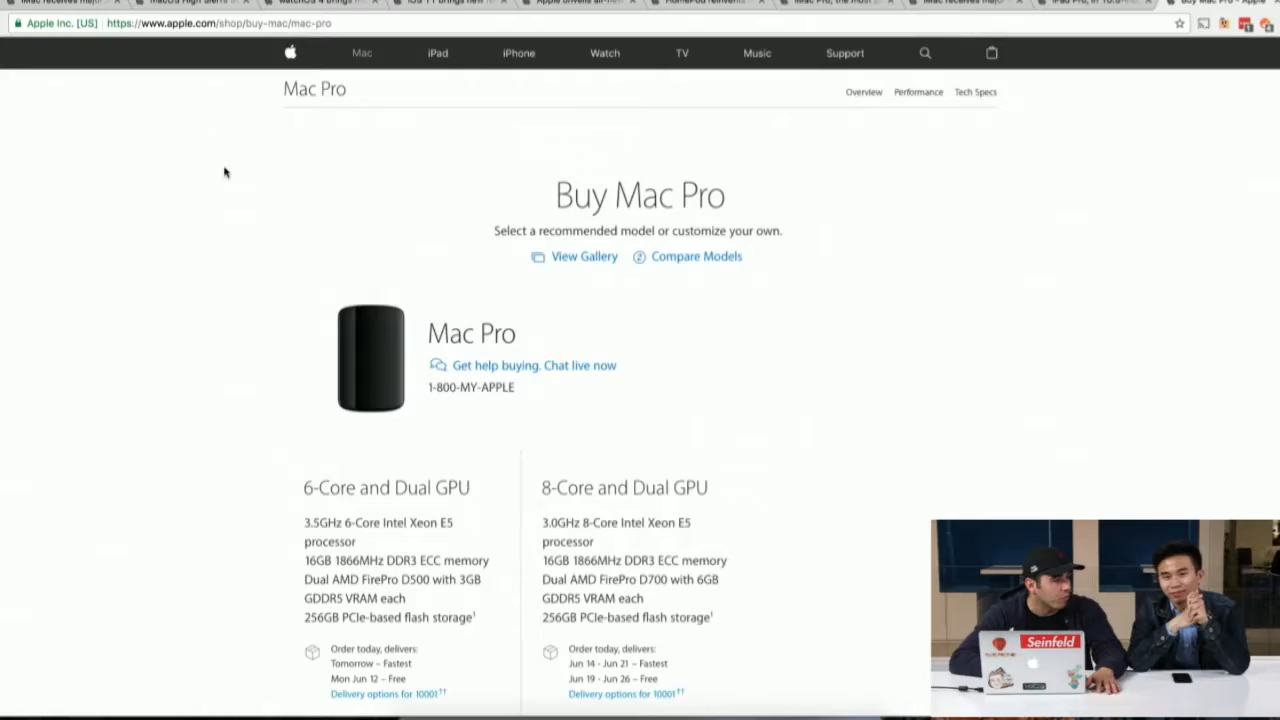 Apple Inc. [US] https://www.apple.com/shop/buy-mac/mac-pro
Mac iPad iPhone Watch TV Music Support
Mac Pro
Overview Performance Tech Specs
Buy Mac Pro
Select a recommended model or customize your own.
View Gallery Compare Models
Mac Pro
Get help buying. Chat live now
1-800-MY-APPLE
6-Core and Dual GPU
3.5GHz 6-Core Intel Xeon E5
processor
16GB 1866MHz DDR3 ECC memory
Dual AMD FirePro D500 with 3GB
GDDR5 VRAM each
256GB PCIe-based flash storage¹
Order today, delivers:
Tomorrow – Fastest
Mon Jun 12 – Free
Delivery options for 10001††
8-Core and Dual GPU
3.0GHz 8-Core Intel Xeon E5
processor
16GB 1866MHz DDR3 ECC memory
Dual AMD FirePro D700 with 6GB
GDDR5 VRAM each
256GB PCIe-based flash storage¹
Order today, delivers:
Jun 14 - Jun 21 – Fastest
Jun 19 - Jun 26 – Free
Delivery options for 10001††
Seinfeld